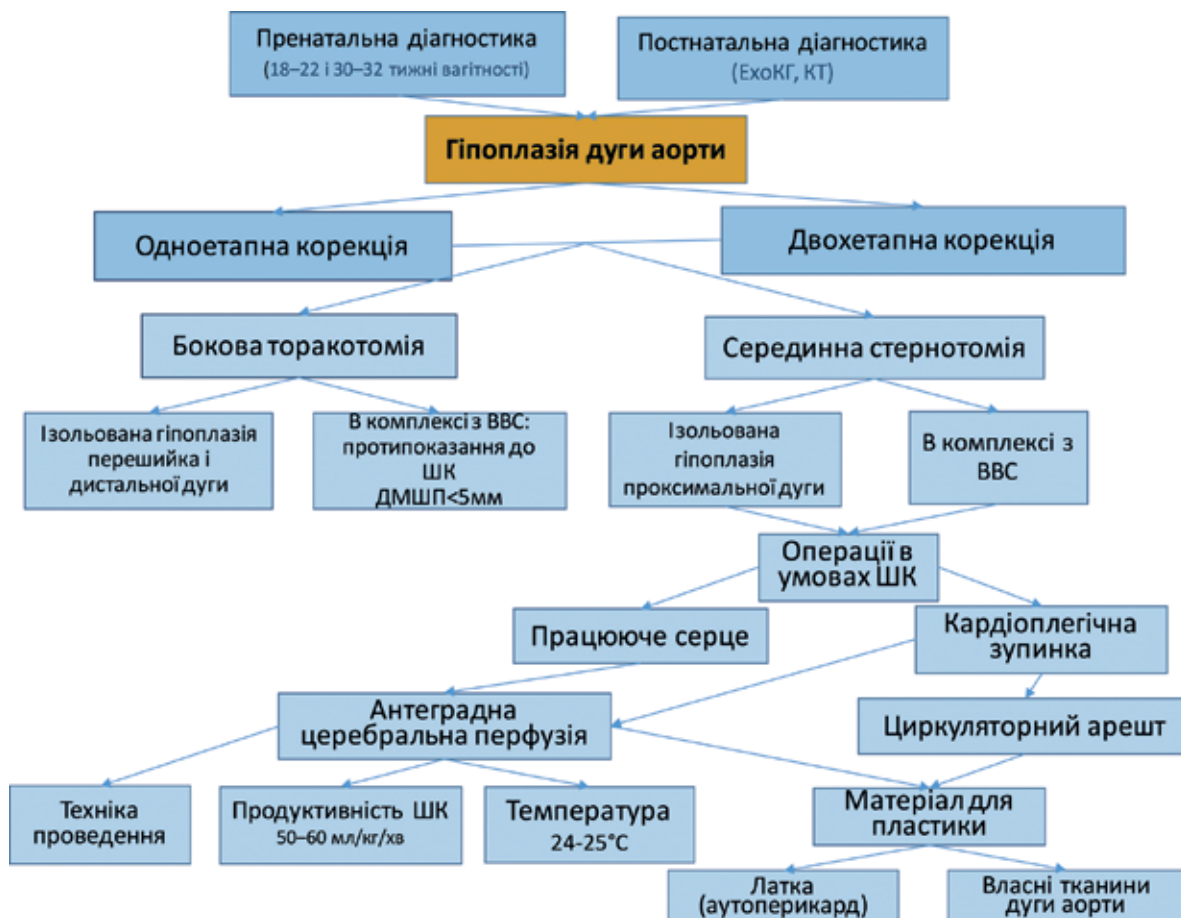 Пренатальна діагностика
(18–22 і 30–32 тижні вагітності)
Постнатальна діагностика
(ЕхоКГ, КТ)
Гіпоплазія дуги аорти
Одноетапна корекція
Двохетапна корекція
Бокова торакотомія
Серединна стернотомія
Ізольована гіпоплазія
перешийка і
дистальної дуги
В комплексі з ВВС:
протипоказання до
ШК
ДМШП<5мм
Ізольована
гіпоплазія
проксимальної дуги
В комплексі з
ВВС
Операції в
умовах ШК
Працююче серце
Кардіоплегічна
зупинка
Антеградна
церебральна перфузія
Циркуляторний арешт
Техніка
проведення
Продуктивність ШК
50–60 мл/кг/хв
Температура
24-25°С
Матеріал для
пластики
Латка
(аутоперикард)
Власні тканини
дуги аорти